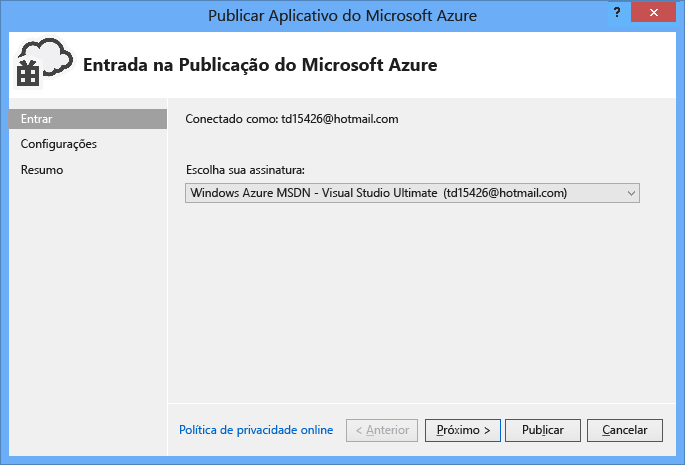 Publicar Aplicativo do Microsoft Azure
?
Entrada na Publicação do Microsoft Azure
Entrar
Configurações
Resumo
Conectado como: td15426@hotmail.com
Escolha sua assinatura:
Windows Azure MSDN - Visual Studio Ultimate (td15426@hotmail.com)
Política de privacidade online < Anterior Próximo > Publicar Cancelar